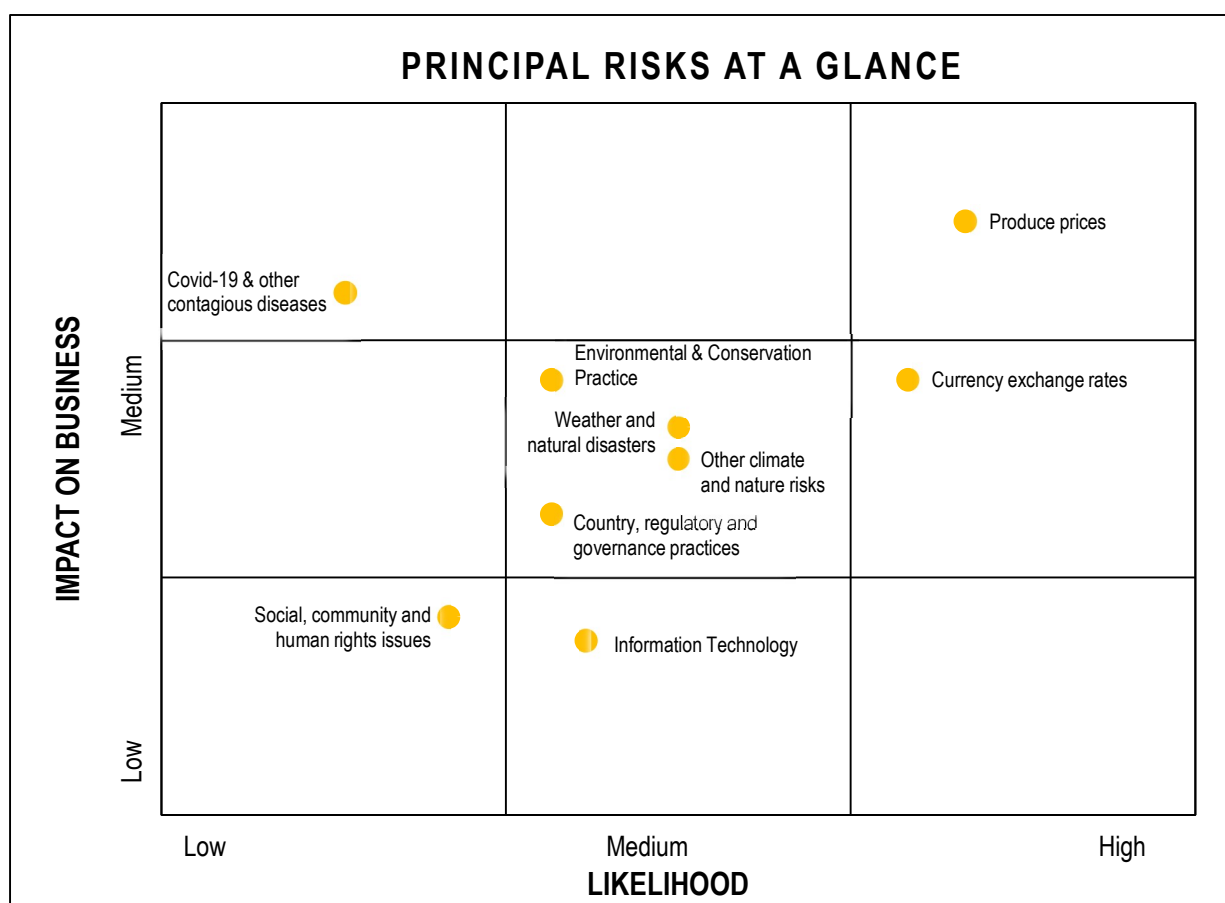 PRINCIPAL RISKS AT A GLANCE
Produce prices
Covid-19 & other
contagious diseases
Environmental & Conservation
Practice
Currency exchange rates
Weather and
natural disasters
Other climate
and nature risks
Country, regulatory and
governance practices
Social, community and
human rights issues
Information Technology
IMPACT ON BUSINESS
Medium
Low
Low
Medium
High
LIKELIHOOD